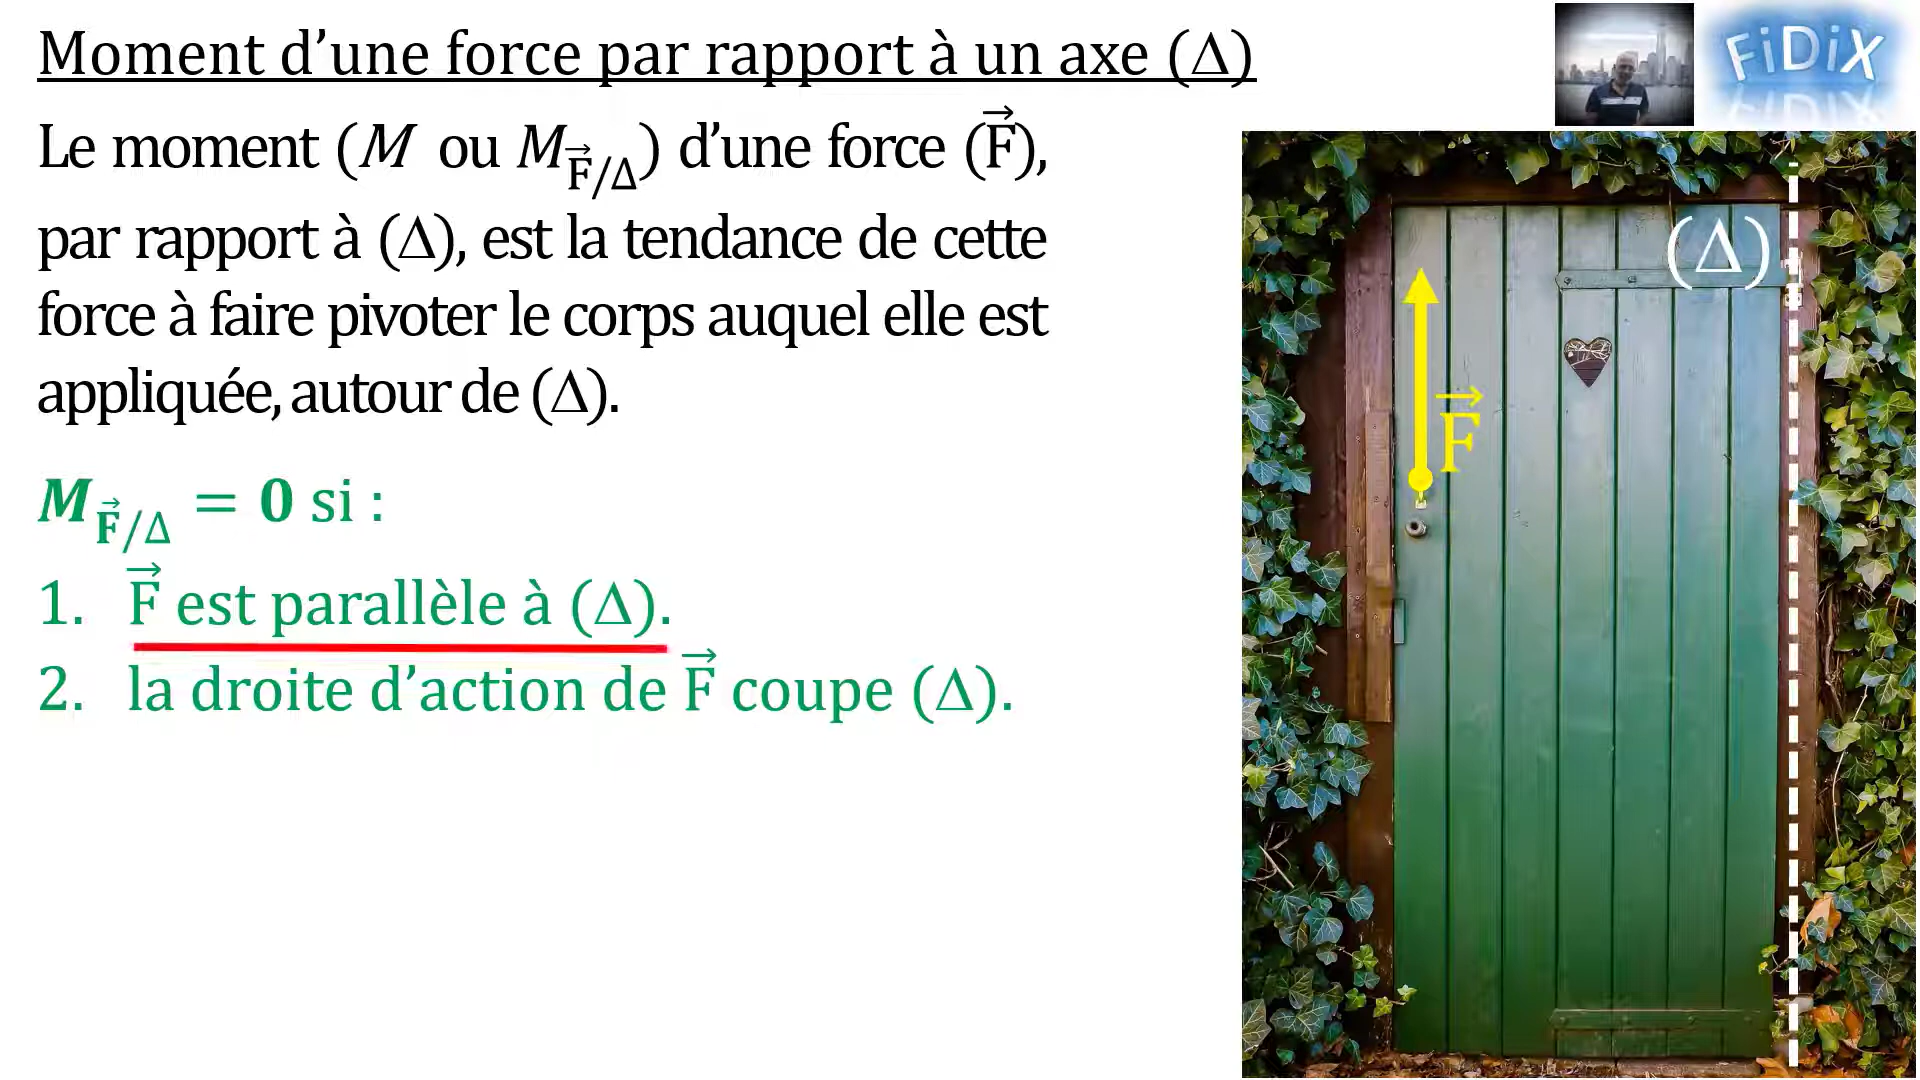 Moment d’une force par rapport à un axe (Δ)
FiDiX
Le moment (M ou M_F⃗/Δ) d’une force (F⃗),
par rapport à (Δ), est la tendance de cette
force à faire pivoter le corps auquel elle est
appliquée, autour de (Δ).
M_F⃗/Δ = 0 si :
1. F⃗ est parallèle à (Δ).
2. la droite d’action de F⃗ coupe (Δ).
(Δ)
F⃗